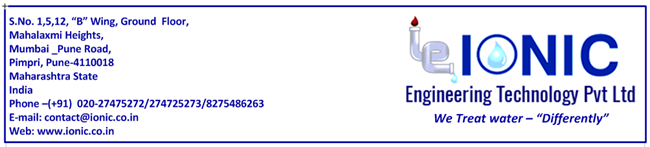 S.No. 1,5,12, “B” Wing, Ground  Floor,
Mahalaxmi Heights,
Mumbai _Pune Road,
Pimpri, Pune-4110018
Maharashtra State
India
Phone –(+91)  020-27475272/274725273/8275486263
E-mail: contact@ionic.co.in
Web: www.ionic.co.in
ie IONIC
Engineering Technology Pvt Ltd
We Treat water – “Differently”